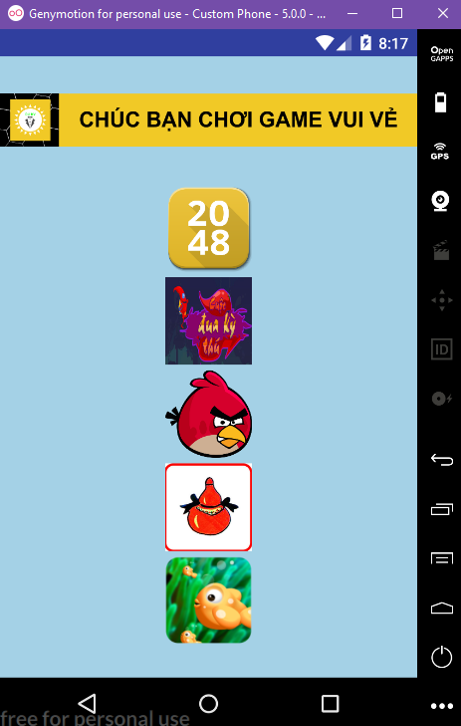 Genymotion for personal use - Custom Phone - 5.0.0 - ...
8:17
Open
GAPPS
CHÚC BẠN CHƠI GAME VUI VẺ
GPS
20
48
đua kỳ
thú
ID
free for personal use